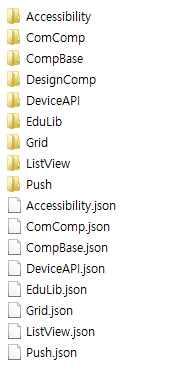 Accessibility
ComComp
CompBase
DesignComp
DeviceAPI
EduLib
Grid
ListView
Push
Accessibility.json
ComComp.json
CompBase.json
DeviceAPI.json
EduLib.json
Grid.json
ListView.json
Push.json